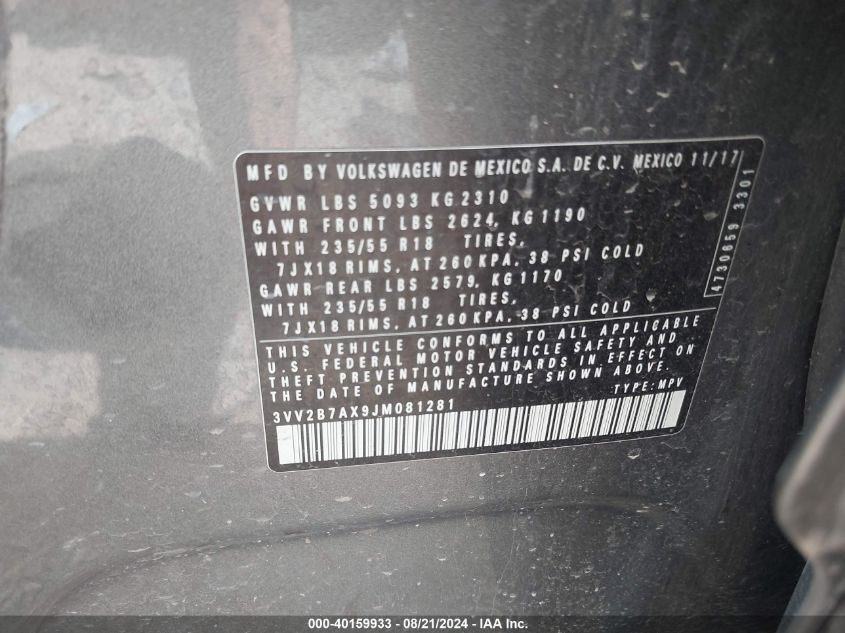 MFD BY VOLKSWAGEN DE MEXICO S.A. DE C.V. MEXICO 11/17
GVWR LBS 5093 KG 2310
GAWR FRONT LBS 2624, KG 1190
WITH 235/55 R18 TIRES,
7JX18 RIMS, AT 260 KPA, 38 PSI COLD
GAWR REAR LBS 2579, KG 1170
WITH 235/55 R18 TIRES,
7JX18 RIMS, AT 260 KPA, 38 PSI COLD
4730659 3301
THIS VEHICLE CONFORMS TO ALL APPLIGABLE
U.S. FEDERAL MOTOR VEHICLE SAFETY AND
THEFT PREVENTION STANDARDS IN EFFECT ON
THE DATE OF MANUFACTURE SHOWN ABOVE.
TYPE: MPV
3VV2B7AX9JM081281
000-40159933 - 08/21/2024 - IAA Inc.